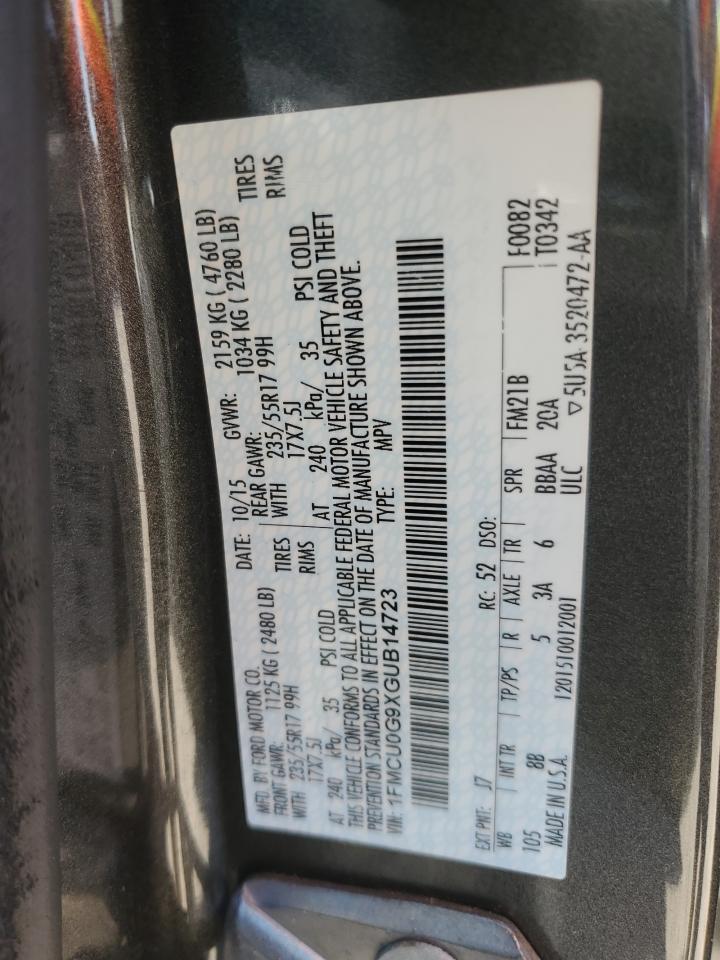 MFD. BY FORD MOTOR CO.
DATE: 10/15 GVWR: 2159 KG ( 4760 LB)
FRONT GAWR: 1125 KG ( 2480 LB) REAR GAWR: 1034 KG ( 2280 LB)
WITH 235/55R17 99H TIRES WITH 235/55R17 99H TIRES
17X7.5J RIMS 17X7.5J RIMS
AT 240 kPa/ 35 PSI COLD AT 240 kPa/ 35 PSI COLD
THIS VEHICLE CONFORMS TO ALL APPLICABLE FEDERAL MOTOR VEHICLE SAFETY AND THEFT
PREVENTION STANDARDS IN EFFECT ON THE DATE OF MANUFACTURE SHOWN ABOVE.
VIN: 1FMCU0G9XGUB14723 TYPE: MPV
EXT PNT: J7 RC: 52 DSO:
WB INT TR TP/PS R AXLE TR SPR FM21B F0082
105 8B 5 3A 6 BBAA 20A T0342
MADE IN U.S.A. 1201510012001 ULC ▽5U5A-3520472-AA